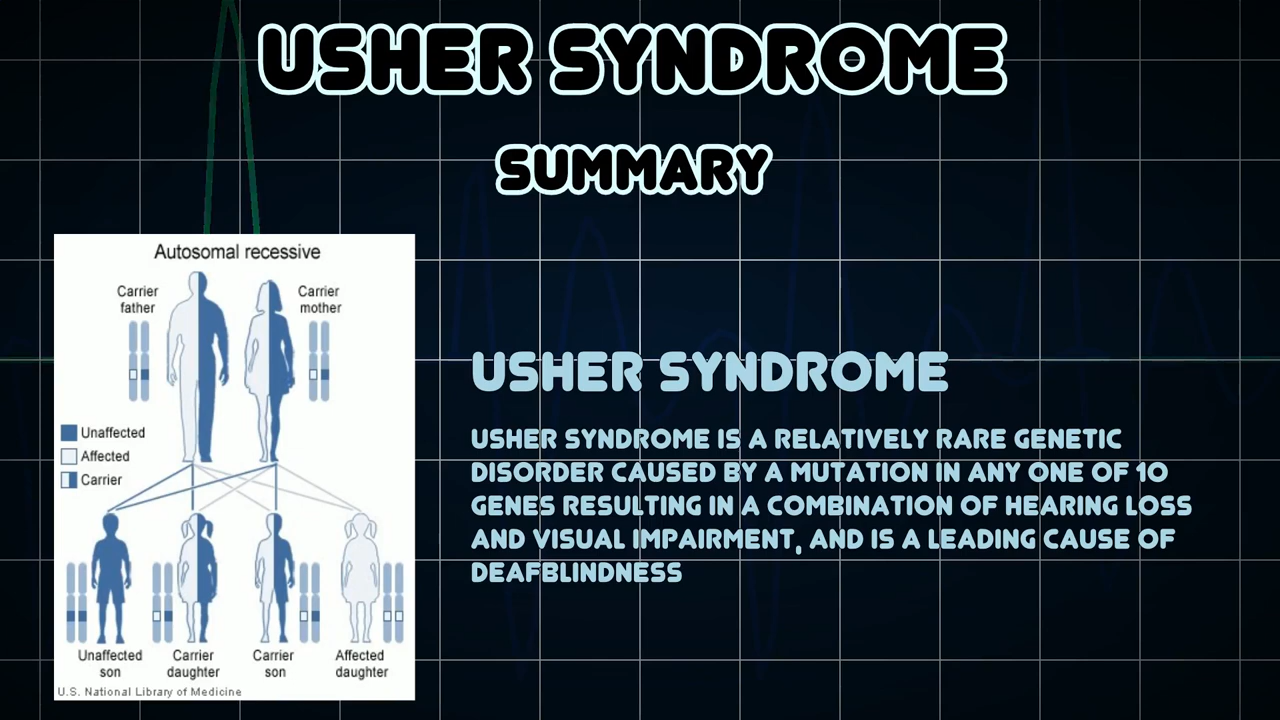 USHER SYNDROME
SUMMARY
Autosomal recessive
Carrier father
Carrier mother
Unaffected
Affected
Carrier
Unaffected son
Carrier daughter
Carrier son
Affected daughter
U.S. National Library of Medicine
USHER SYNDROME
USHER SYNDROME IS A RELATIVELY RARE GENETIC
DISORDER CAUSED BY A MUTATION IN ANY ONE OF 10
GENES RESULTING IN A COMBINATION OF HEARING LOSS
AND VISUAL IMPAIRMENT, AND IS A LEADING CAUSE OF
DEAFBLINDNESS